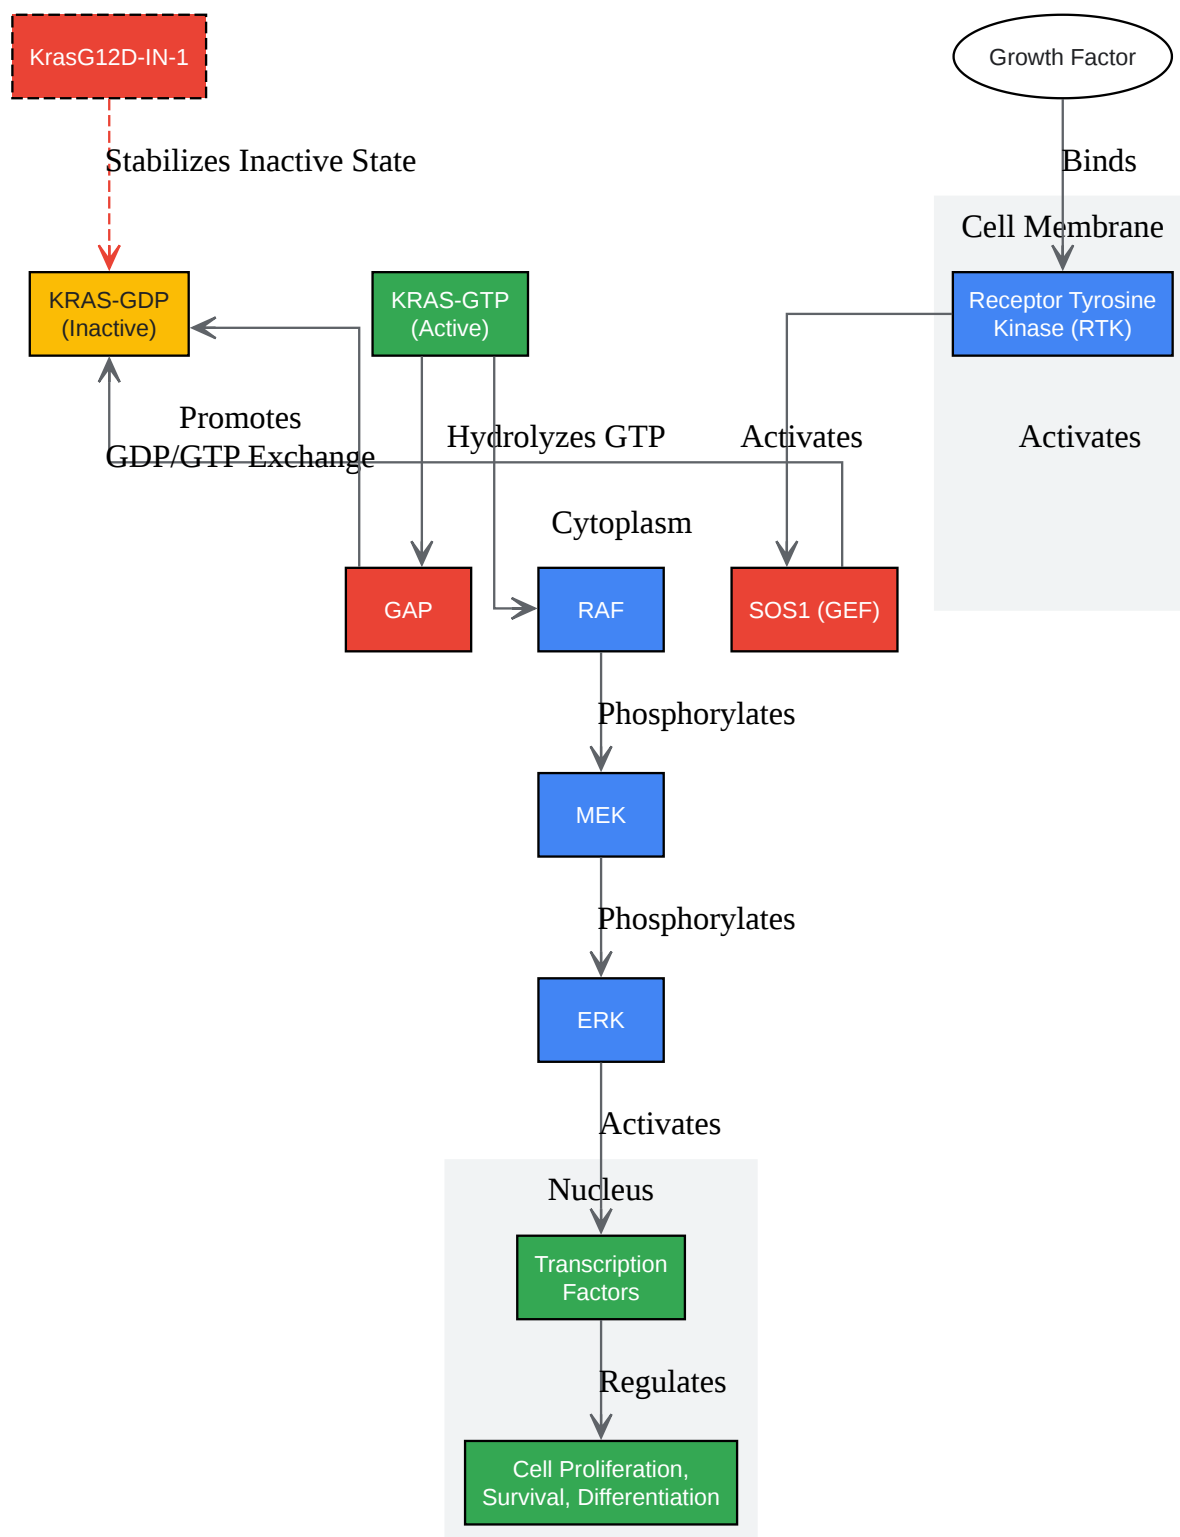 KrasG12D-IN-1
Growth Factor
Stabilizes Inactive State
Binds
Cell Membrane
KRAS-GDP
(Inactive)
KRAS-GTP
(Active)
Receptor Tyrosine
Kinase (RTK)
Promotes
GDP/GTP Exchange
Hydrolyzes GTP
Activates
Activates
Cytoplasm
GAP
RAF
SOS1 (GEF)
Phosphorylates
MEK
Phosphorylates
ERK
Activates
Nucleus
Transcription
Factors
Regulates
Cell Proliferation,
Survival, Differentiation